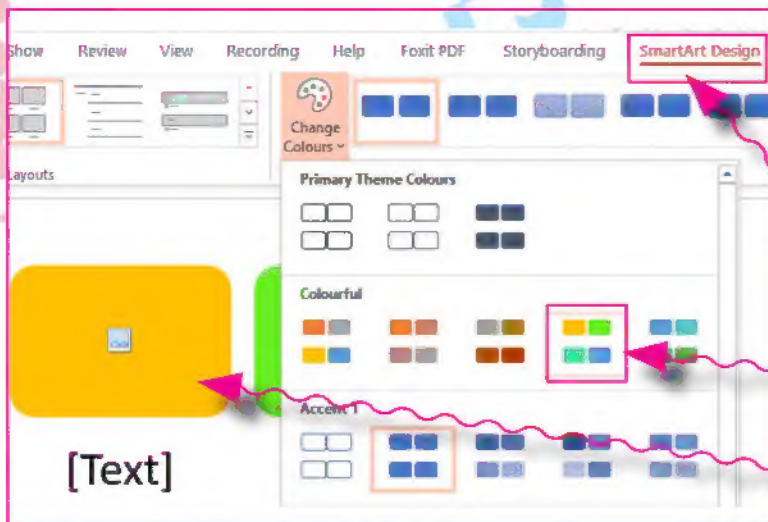 Show Review View Recording Help Foxit PDF Storyboarding SmartArt Design
Change
Colours
Layouts
Primary Theme Colours
Colourful
Accent 1
[Text]